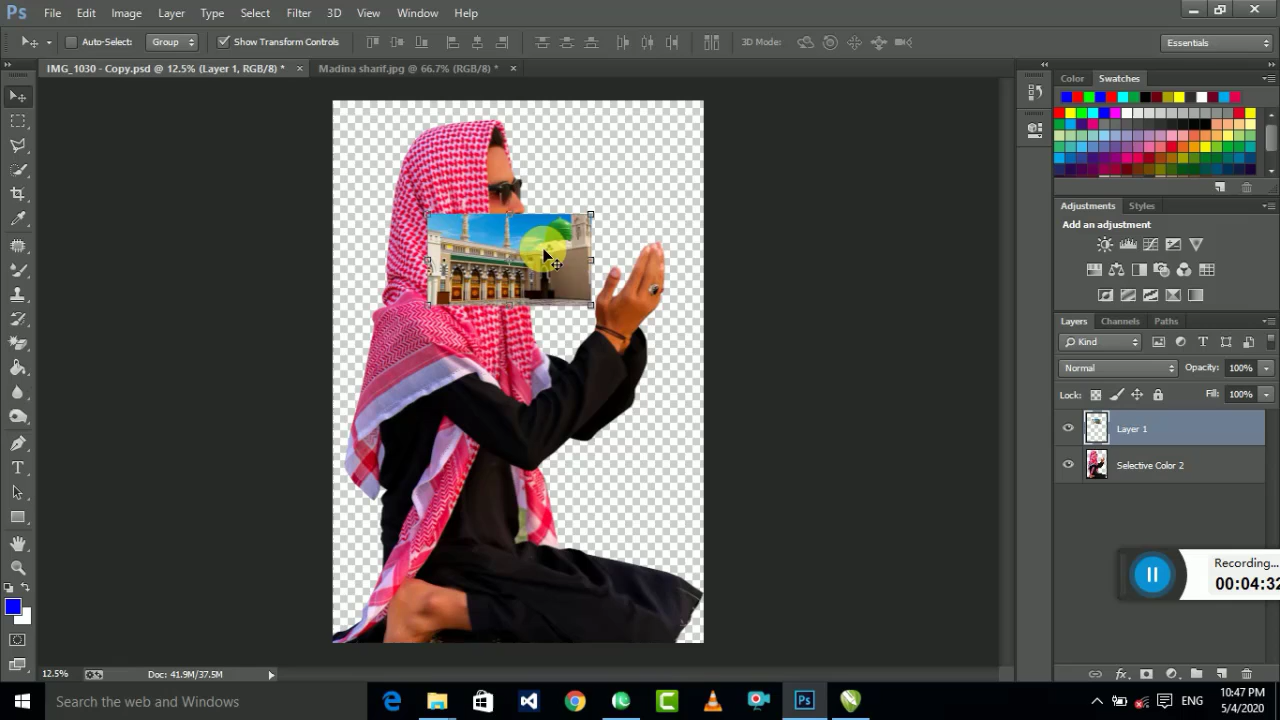 Ps File Edit Image Layer Type Select Filter 3D View Window Help
Auto-Select: Group Show Transform Controls 3D Mode: Essentials
IMG_1030 - Copy.psd @ 12.5% (Layer 1, RGB/8) * × Madina sharif.jpg @ 66.7% (RGB/8) * ×
Color Swatches
Adjustments Styles
Add an adjustment
Layers Channels Paths
Kind
Normal Opacity: 100%
Lock: Fill: 100%
Layer 1
Selective Color 2
Recording...
00:04:32
12.5% Doc: 41.9M/37.5M
Search the web and Windows
ENG
10:47 PM
5/4/2020